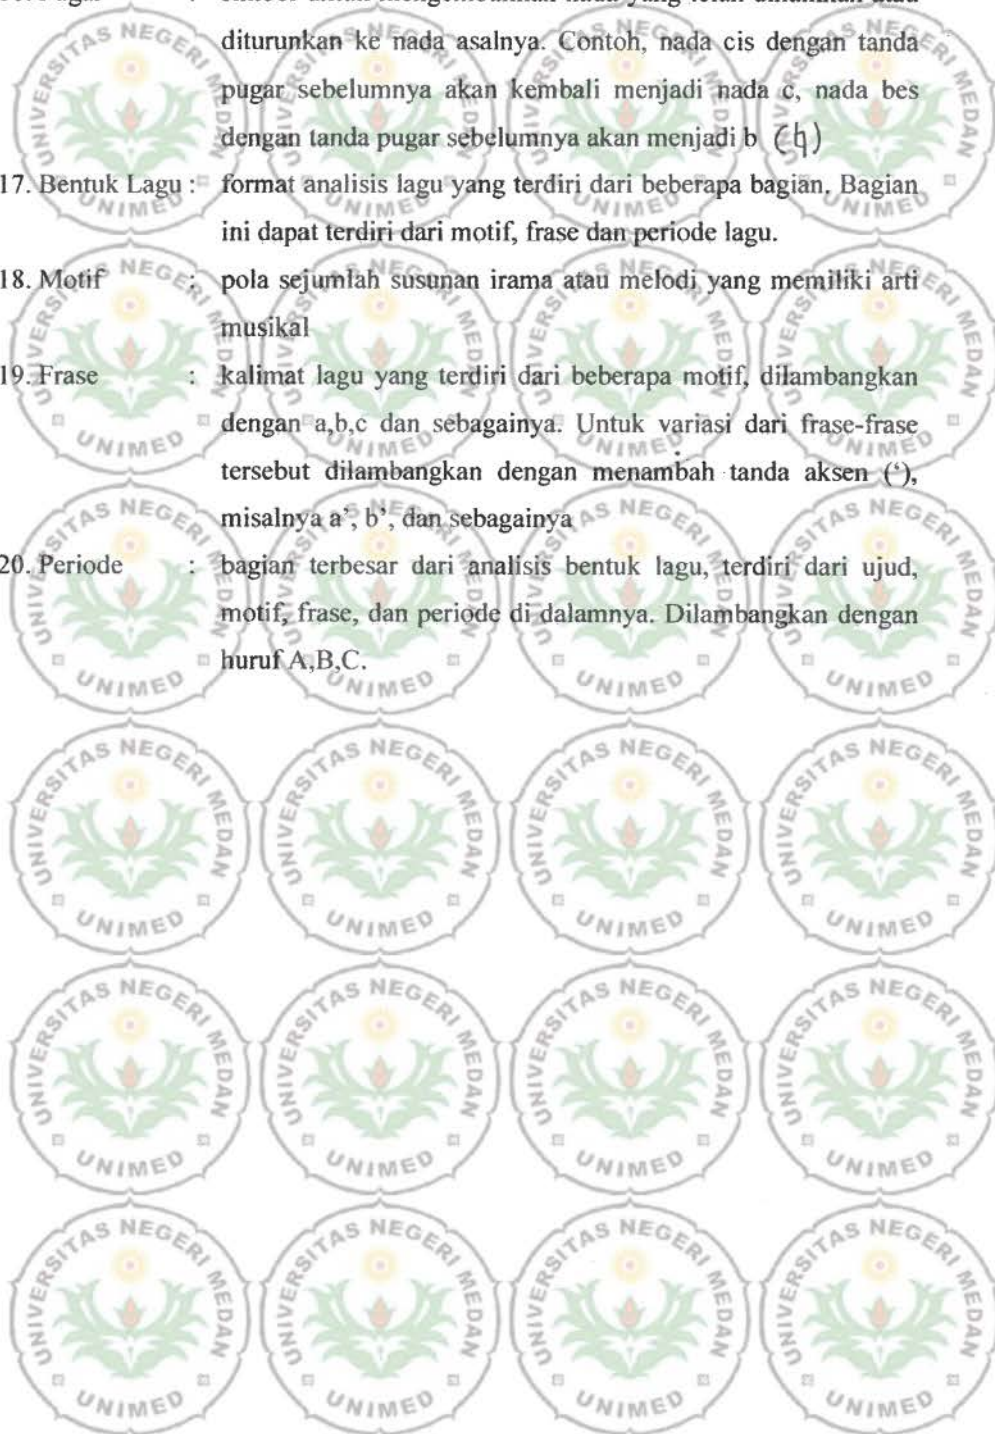 diturunkan ke nada asalnya. Contoh, nada cis dengan tanda
pugar sebelumnya akan kembali menjadi nada c, nada bes
dengan tanda pugar sebelumnya akan menjadi b (♮)
17. Bentuk Lagu : format analisis lagu yang terdiri dari beberapa bagian. Bagian
ini dapat terdiri dari motif, frase dan periode lagu.
18. Motif : pola sejumlah susunan irama atau melodi yang memiliki arti
musikal
19. Frase : kalimat lagu yang terdiri dari beberapa motif, dilambangkan
dengan a,b,c dan sebagainya. Untuk variasi dari frase-frase
tersebut dilambangkan dengan menambah tanda aksen (‘),
misalnya a’, b’, dan sebagainya
20. Periode : bagian terbesar dari analisis bentuk lagu, terdiri dari ujud,
motif, frase, dan periode di dalamnya. Dilambangkan dengan
huruf A,B,C.
UNIVERSITAS NEGERI MEDAN
UNIMED